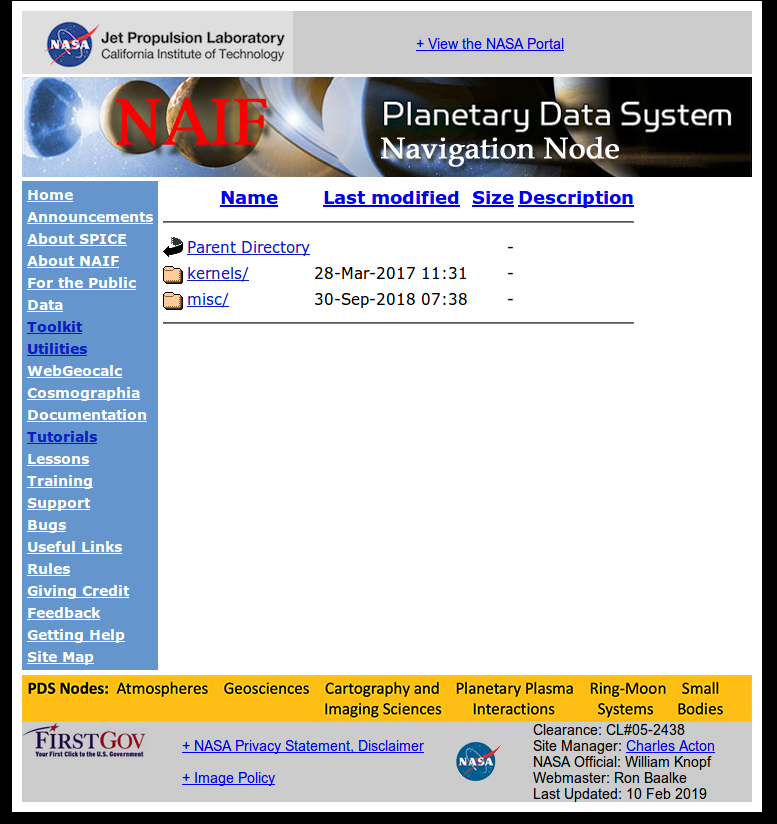 NASA Jet Propulsion Laboratory
California Institute of Technology
+ View the NASA Portal
NAIF
Planetary Data System
Navigation Node
Home
Announcements
About SPICE
About NAIF
For the Public
Data
Toolkit
Utilities
WebGeocalc
Cosmographia
Documentation
Tutorials
Lessons
Training
Support
Bugs
Useful Links
Rules
Giving Credit
Feedback
Getting Help
Site Map
Name Last modified Size Description
Parent Directory -
kernels/ 28-Mar-2017 11:31 -
misc/ 30-Sep-2018 07:38 -
PDS Nodes: Atmospheres Geosciences Cartography and Planetary Plasma Ring-Moon Small
Imaging Sciences Interactions Systems Bodies
FIRSTGOV
Your First Click to the U.S. Government
+ NASA Privacy Statement, Disclaimer
+ Image Policy
NASA
Clearance: CL#05-2438
Site Manager: Charles Acton
NASA Official: William Knopf
Webmaster: Ron Baalke
Last Updated: 10 Feb 2019